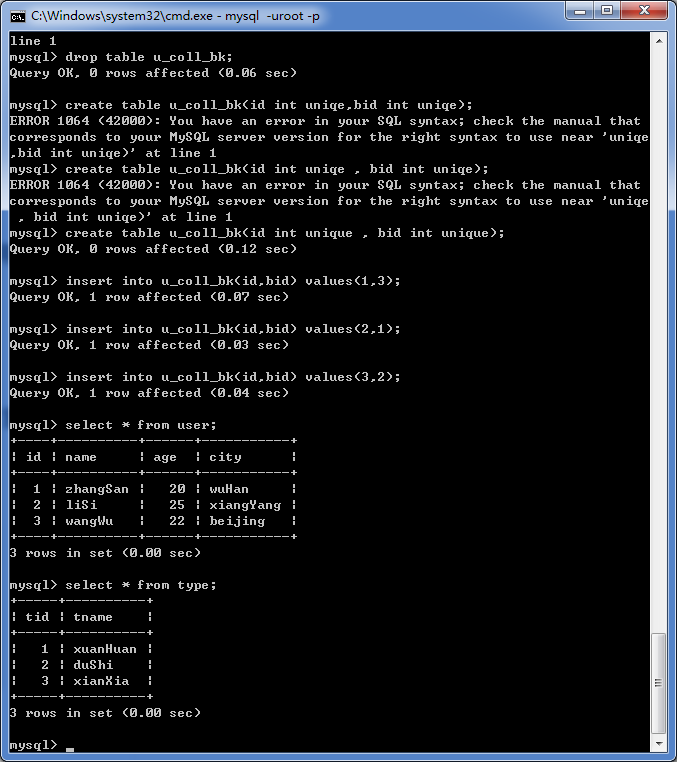 C:\Windows\system32\cmd.exe - mysql  -uroot -p
line 1
mysql> drop table u_coll_bk;
Query OK, 0 rows affected (0.06 sec)
mysql> create table u_coll_bk(id int uniqe,bid int uniqe);
ERROR 1064 (42000): You have an error in your SQL syntax; check the manual that
corresponds to your MySQL server version for the right syntax to use near 'uniqe
,bid int uniqe)' at line 1
mysql> create table u_coll_bk(id int uniqe , bid int uniqe);
ERROR 1064 (42000): You have an error in your SQL syntax; check the manual that
corresponds to your MySQL server version for the right syntax to use near 'uniqe
 , bid int uniqe)' at line 1
mysql> create table u_coll_bk(id int unique , bid int unique);
Query OK, 0 rows affected (0.12 sec)
mysql> insert into u_coll_bk(id,bid) values(1,3);
Query OK, 1 row affected (0.07 sec)
mysql> insert into u_coll_bk(id,bid) values(2,1);
Query OK, 1 row affected (0.03 sec)
mysql> insert into u_coll_bk(id,bid) values(3,2);
Query OK, 1 row affected (0.04 sec)
mysql> select * from user;
+----+----------+------+-----------+
¦ id ¦ name     ¦ age  ¦ city      ¦
+----+----------+------+-----------+
¦  1 ¦ zhangSan ¦   20 ¦ wuHan     ¦
¦  2 ¦ liSi     ¦   25 ¦ xiangYang ¦
¦  3 ¦ wangWu   ¦   22 ¦ beijing   ¦
+----+----------+------+-----------+
3 rows in set (0.00 sec)
mysql> select * from type;
+-----+----------+
¦ tid ¦ tname    ¦
+-----+----------+
¦   1 ¦ xuanHuan ¦
¦   2 ¦ duShi    ¦
¦   3 ¦ xianXia  ¦
+-----+----------+
3 rows in set (0.00 sec)
mysql> _